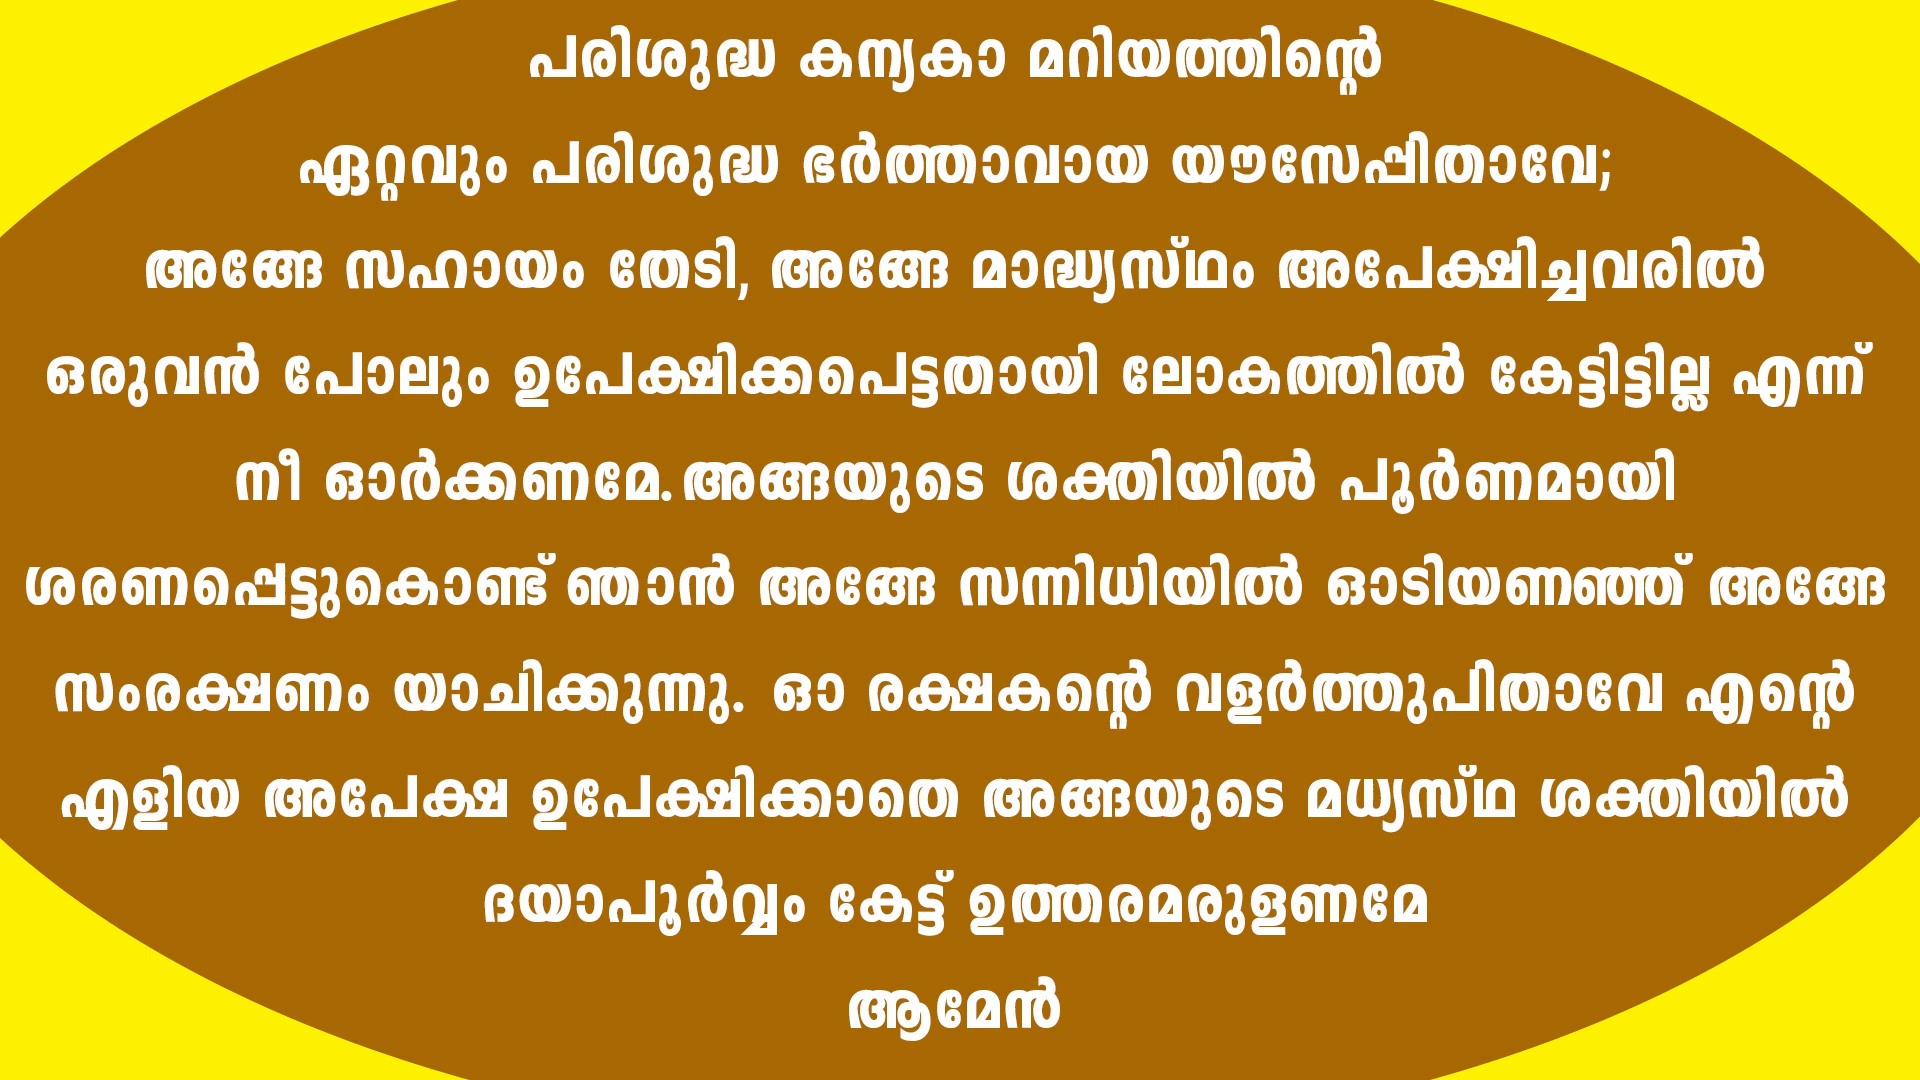 പരിശുദ്ധ കന്യകാ മറിയത്തിന്റെ
ഏറ്റവും പരിശുദ്ധ ഭർത്താവായ യൗസേപ്പിതാവേ;
അങ്ങേ സഹായം തേടി, അങ്ങേ മാദ്ധ്യസ്ഥം അപേക്ഷിച്ചവരിൽ
ഒരുവൻ പോലും ഉപേക്ഷിക്കപെട്ടതായി ലോകത്തിൽ കേട്ടിട്ടില്ല എന്ന്
നീ ഓർക്കണമേ.അങ്ങയുടെ ശക്തിയിൽ പൂർണമായി
ശരണപ്പെട്ടുകൊണ്ട് ഞാൻ അങ്ങേ സന്നിധിയിൽ ഓടിയണഞ്ഞ് അങ്ങേ
സംരക്ഷണം യാചിക്കുന്നു. ഓ രക്ഷകന്റെ വളർത്തുപിതാവേ എന്റെ
എളിയ അപേക്ഷ ഉപേക്ഷിക്കാതെ അങ്ങയുടെ മധ്യസ്ഥ ശക്തിയിൽ
ദയാപൂർവ്വം കേട്ട് ഉത്തരമരുളണമേ
ആമേൻ